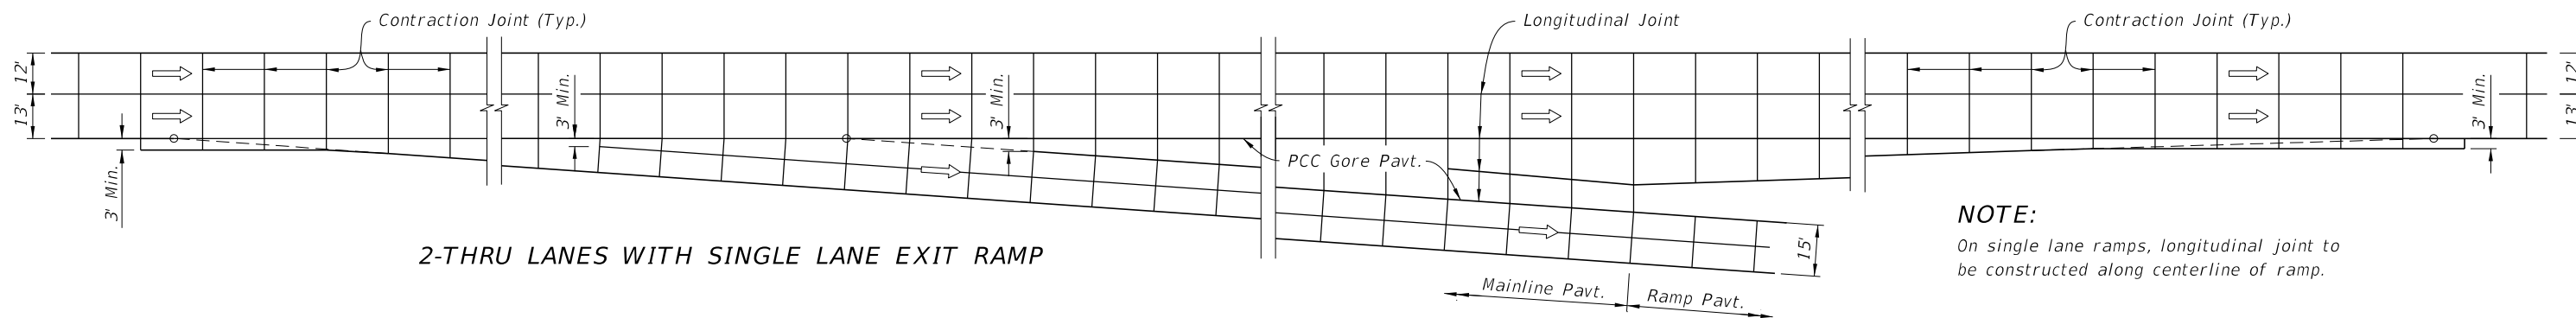 Contraction Joint (Typ.)
Longitudinal Joint
Contraction Joint (Typ.)
12'
13'
3' Min.
3' Min.
3' Min.
3' Min.
12'
13'
PCC Gore Pavt.
15'
2-THRU LANES WITH SINGLE LANE EXIT RAMP
Mainline Pavt.
Ramp Pavt.
NOTE:
On single lane ramps, longitudinal joint to
be constructed along centerline of ramp.